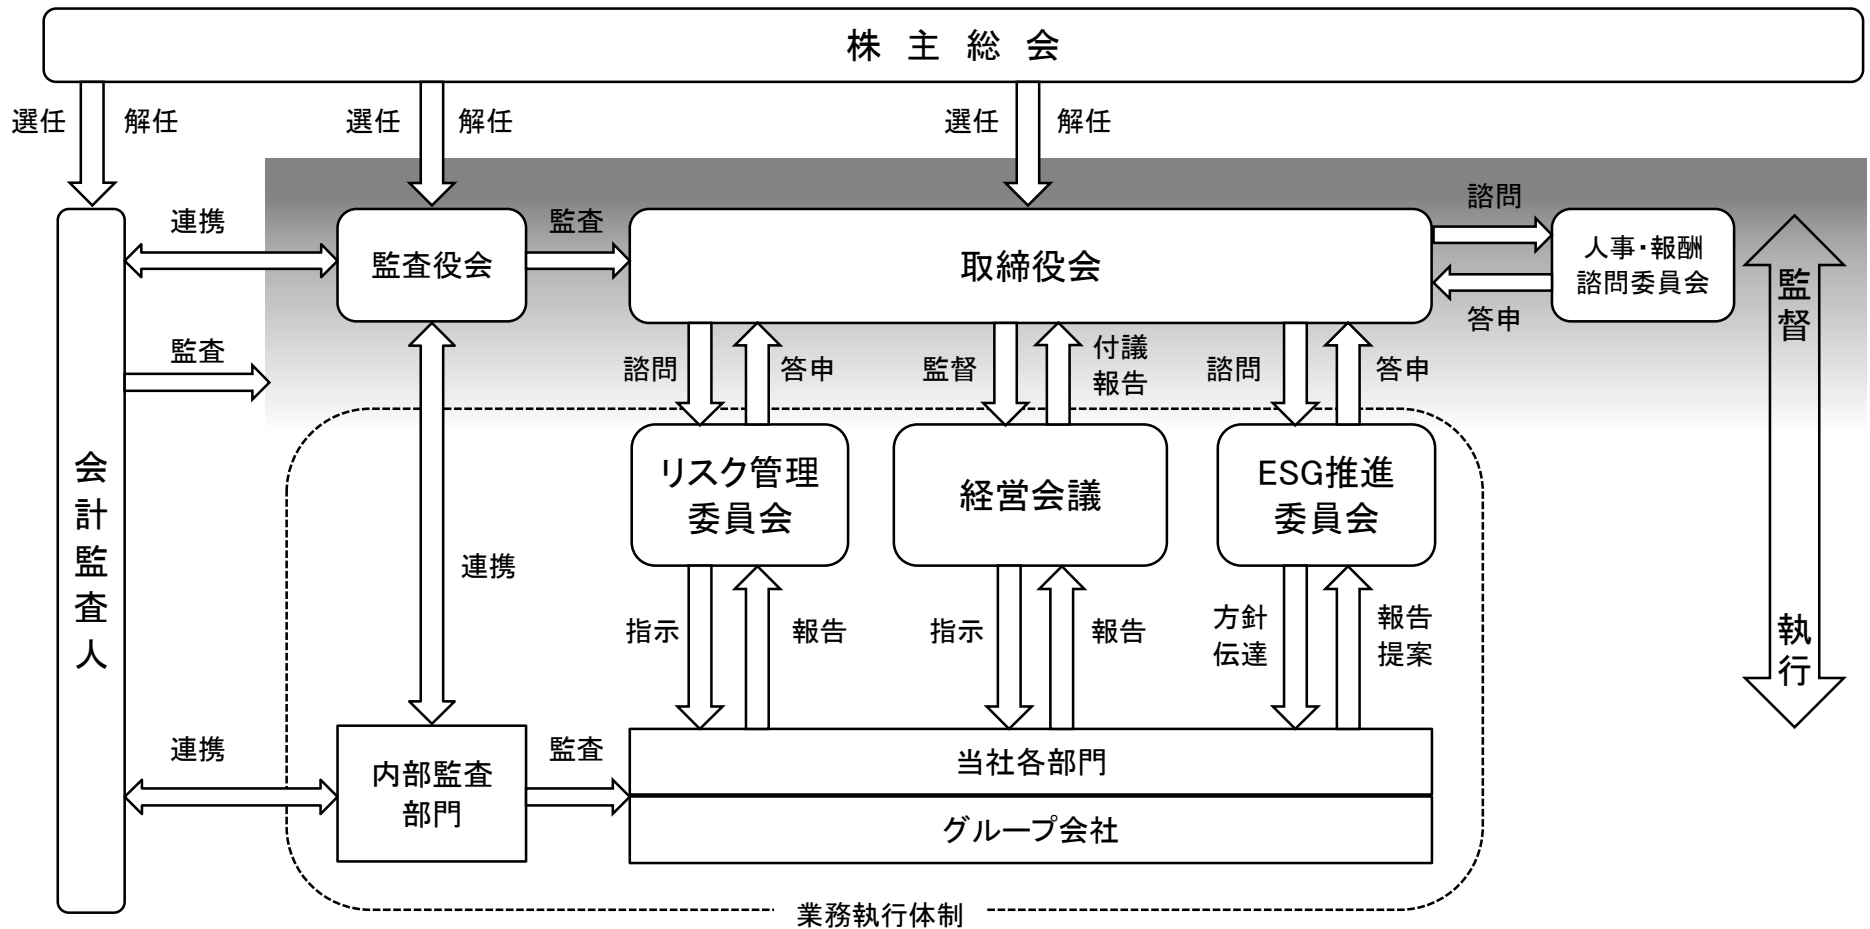 株主総会
選任
解任
選任
解任
選任
解任
連携
監査役会
監査
取締役会
諮問
人事・報酬
諮問委員会
答申
監督
監査
諮問
答申
監督
付議
報告
諮問
答申
会計監査人
リスク管理
委員会
経営会議
ESG推進
委員会
連携
指示
報告
指示
報告
方針
伝達
報告
提案
執行
連携
内部監査
部門
監査
当社各部門
グループ会社
業務執行体制